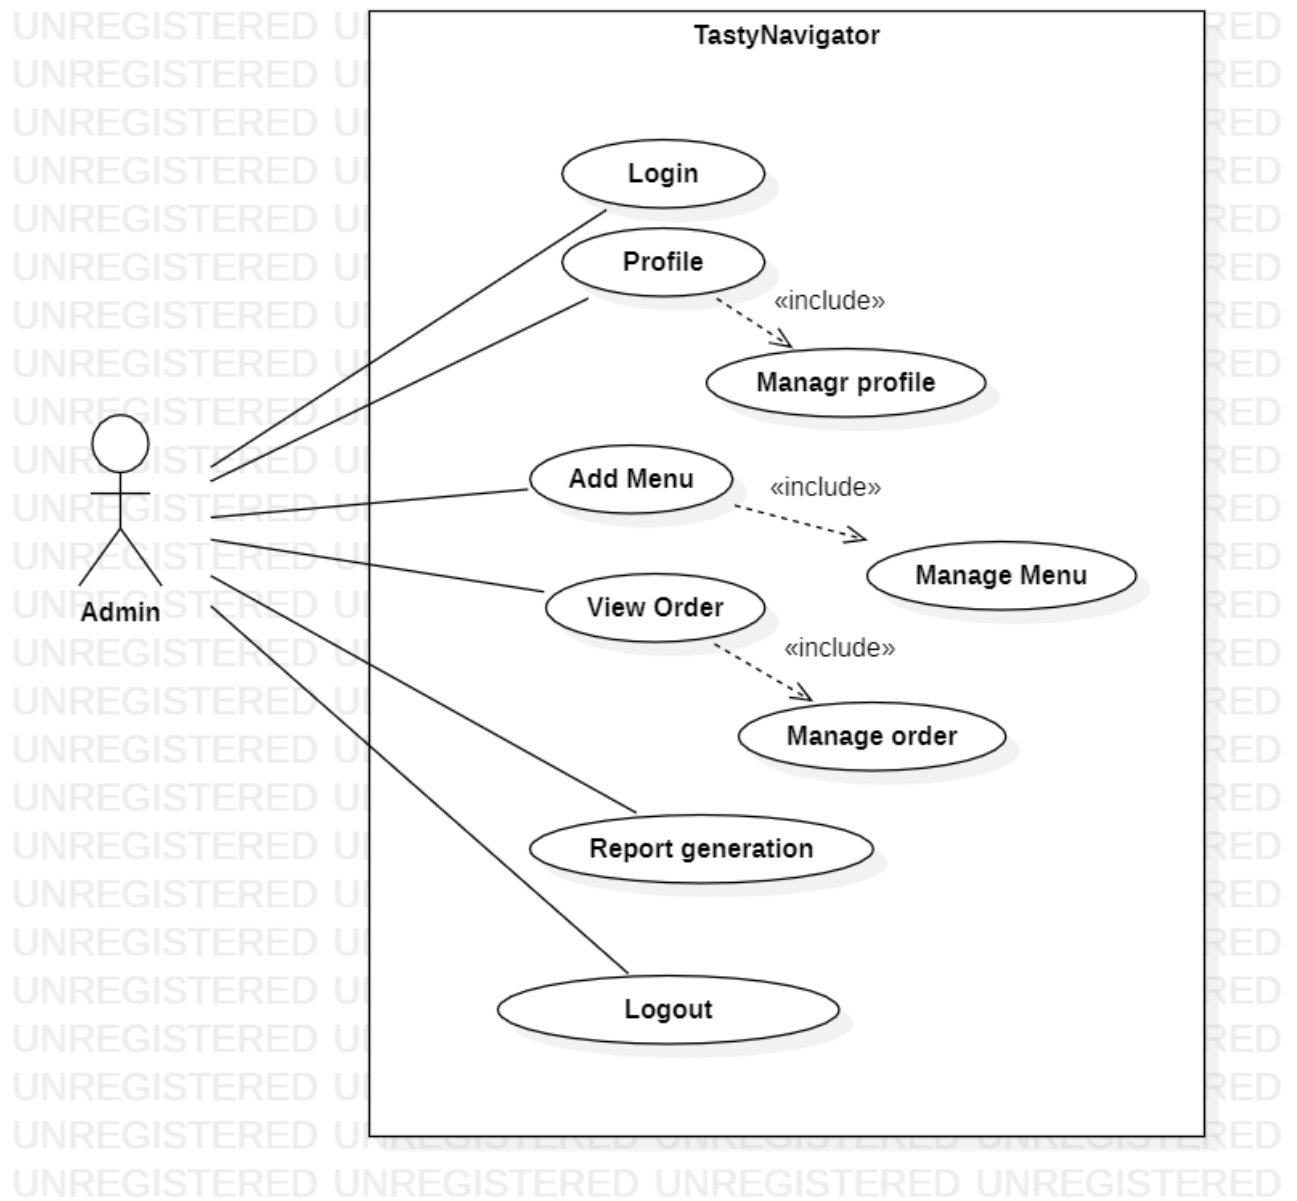 TastyNavigator
Login
Profile
«include»
Managr profile
Add Menu
«include»
Manage Menu
View Order
«include»
Manage order
Admin
Report generation
Logout
UNREGISTERED UNREGISTERED UNREGISTERED UNREGISTERED